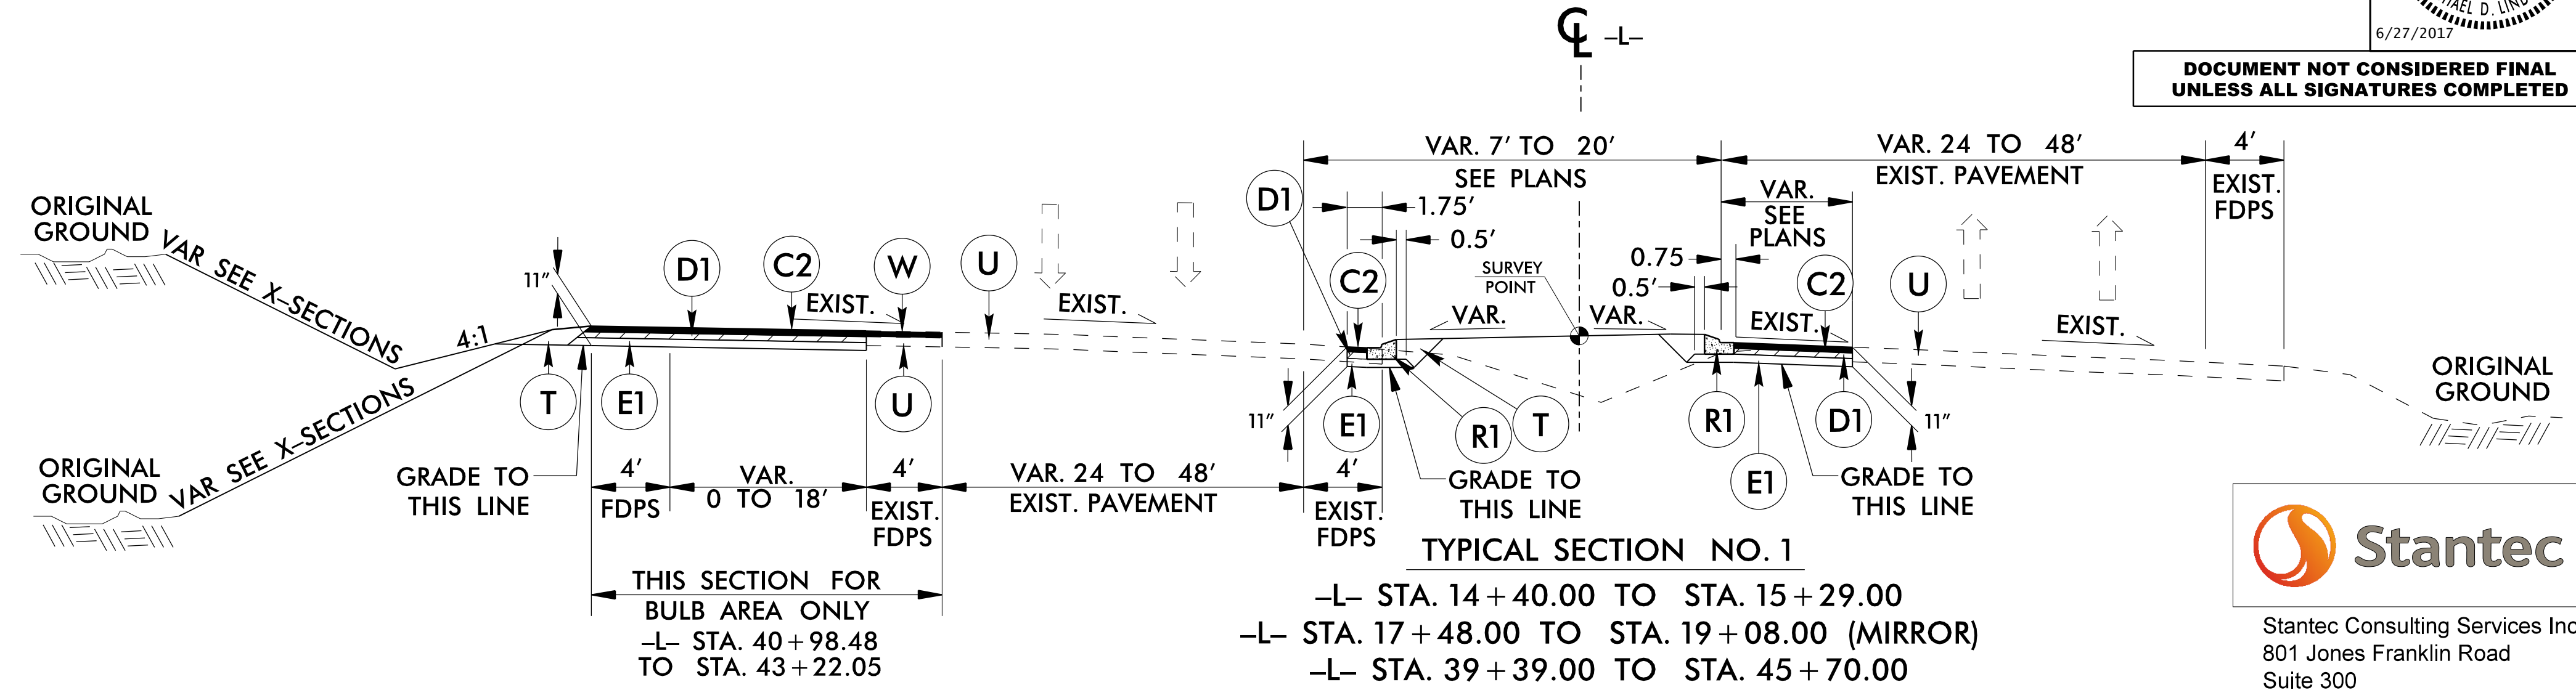 ℄ –L–
6/27/2017
DOCUMENT NOT CONSIDERED FINAL
UNLESS ALL SIGNATURES COMPLETED
VAR. 7' TO 20'
SEE PLANS
VAR. 24 TO 48'
EXIST. PAVEMENT
4'
EXIST.
FDPS
VAR.
SEE
PLANS
1.75'
0.5'
0.75
0.5'
SURVEY
POINT
ORIGINAL
GROUND
VAR SEE X–SECTIONS
11"
D1
C2
W
U
EXIST.
EXIST.
D1
C2
VAR.
VAR.
C2
U
EXIST.
EXIST.
4:1
T
E1
U
11"
E1
R1
T
R1
E1
D1
11"
ORIGINAL
GROUND
ORIGINAL
GROUND
VAR SEE X–SECTIONS
GRADE TO
THIS LINE
4'
FDPS
VAR.
0 TO 18'
4'
EXIST.
FDPS
VAR. 24 TO 48'
EXIST. PAVEMENT
4'
EXIST.
FDPS
GRADE TO
THIS LINE
GRADE TO
THIS LINE
THIS SECTION FOR
BULB AREA ONLY
–L– STA. 40+98.48
TO STA. 43+22.05
TYPICAL SECTION NO. 1
–L– STA. 14+40.00 TO STA. 15+29.00
–L– STA. 17+48.00 TO STA. 19+08.00 (MIRROR)
–L– STA. 39+39.00 TO STA. 45+70.00
Stantec
Stantec Consulting Services Inc
801 Jones Franklin Road
Suite 300